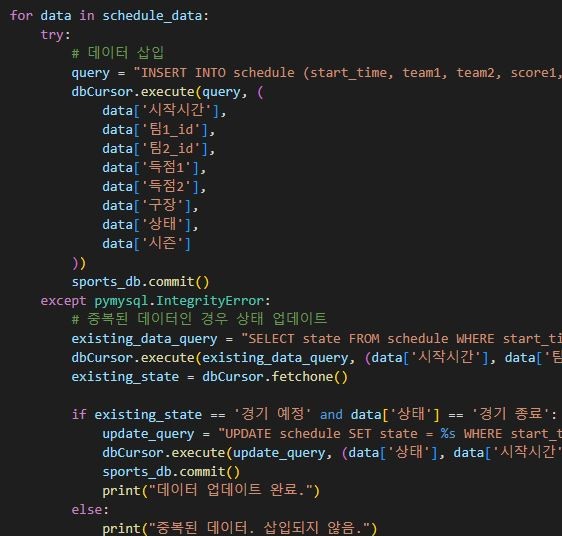 for data in schedule_data:
    try:
        # 데이터 삽입
        query = "INSERT INTO schedule (start_time, team1, team2, score1,
        dbCursor.execute(query, (
            data['시작시간'],
            data['팀1_id'],
            data['팀2_id'],
            data['득점1'],
            data['득점2'],
            data['구장'],
            data['상태'],
            data['시즌']
        ))
        sports_db.commit()
    except pymysql.IntegrityError:
        # 중복된 데이터인 경우 상태 업데이트
        existing_data_query = "SELECT state FROM schedule WHERE start_ti
        dbCursor.execute(existing_data_query, (data['시작시간'], data['팀
        existing_state = dbCursor.fetchone()

        if existing_state == '경기 예정' and data['상태'] == '경기 종료':
            update_query = "UPDATE schedule SET state = %s WHERE start_t
            dbCursor.execute(update_query, (data['상태'], data['시작시간'
            sports_db.commit()
            print("데이터 업데이트 완료.")
        else:
            print("중복된 데이터. 삽입되지 않음.")